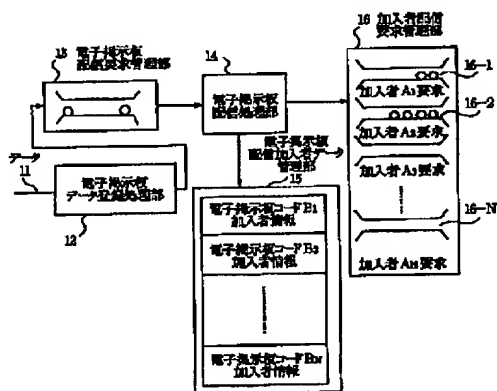 13 電子掲示板
配信要求管理部
14
電子掲示板
配信処理部
16 加入者配信
要求管理部
16-1
加入者A1要求
16-2
加入者A2要求
加入者A3要求
16-N
加入者AN要求
データ
11
電子掲示板
データ登録処理部
12
電子掲示板
配信加入者データ
管理部
15
電子掲示板コードB1
加入者情報
電子掲示板コードB2
加入者情報
電子掲示板コードBN
加入者情報